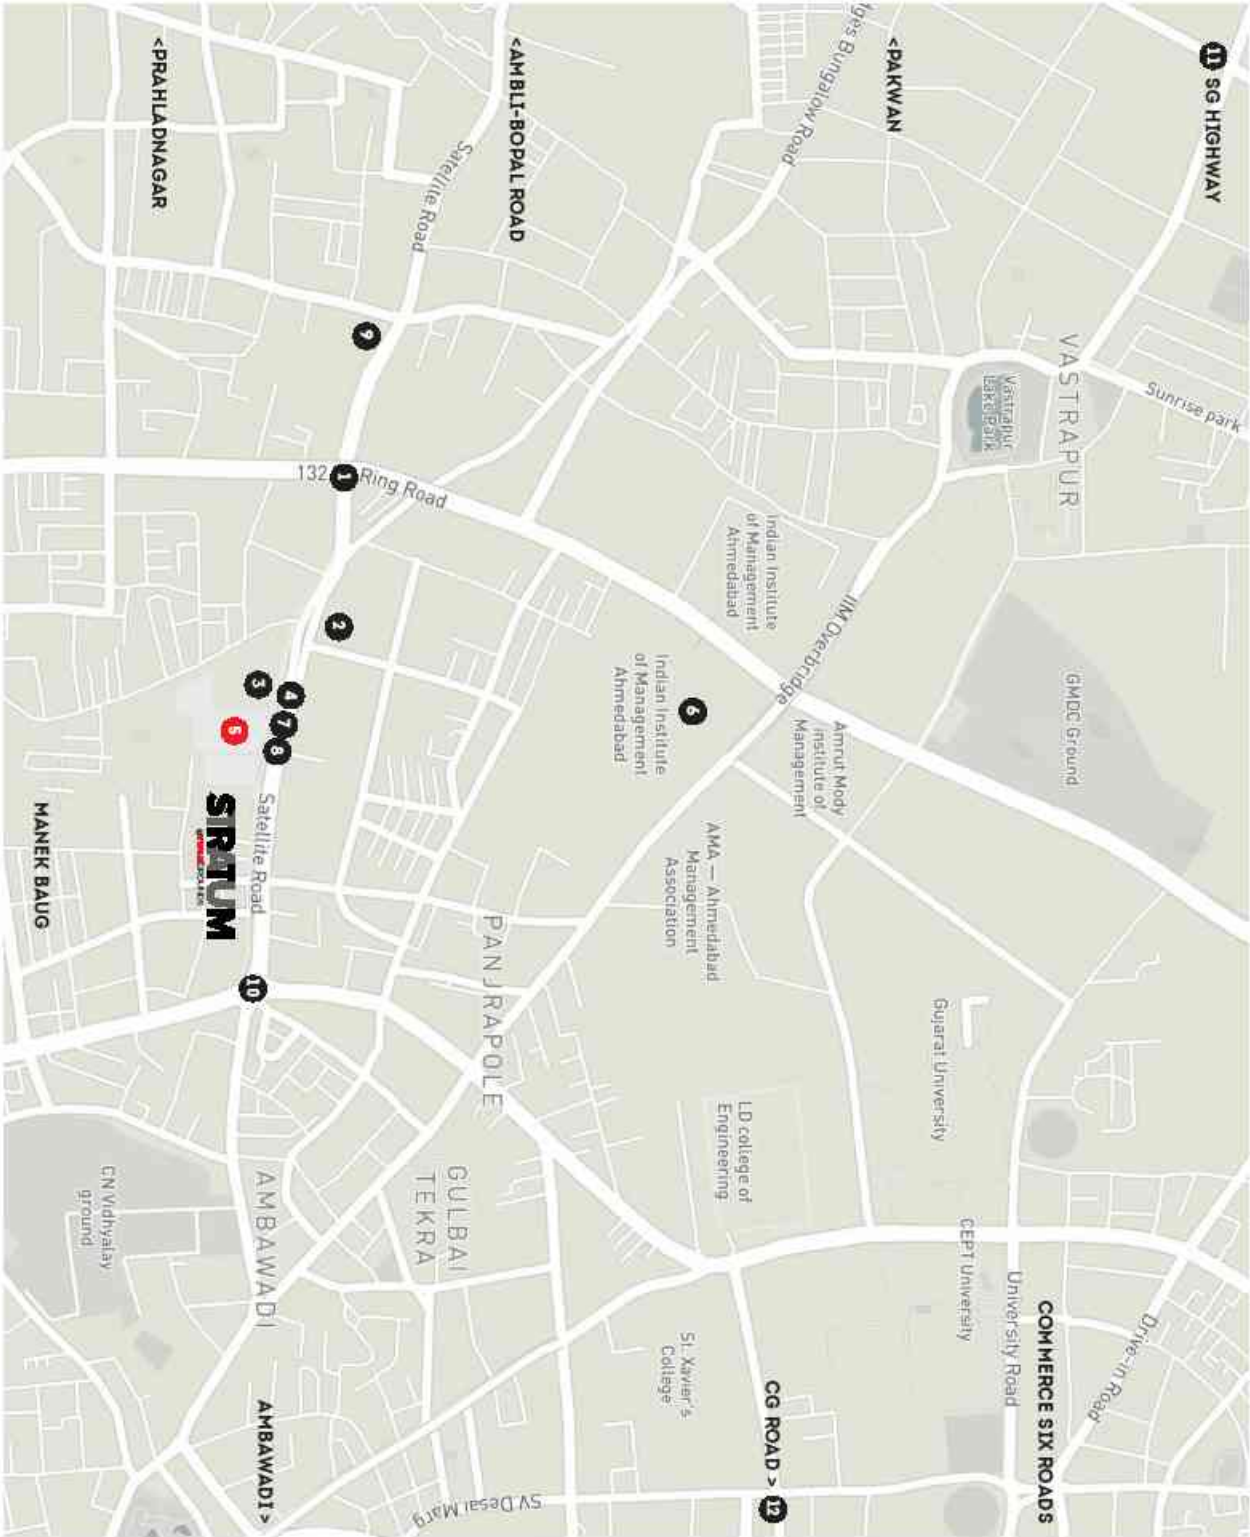 11 SG HIGHWAY
<PAKWAN
<AMBLI-BOPAL ROAD
<PRAHLADNAGAR
Bungalow Road
Satellite Road
VASTRAPUR
Sunrise park
Vastrapur
Lake Park
9
132
1
Ring Road
Indian Institute
of Management
Ahmedabad
IIM Overbridge
GMDC Ground
Indian Institute
of Management
Ahmedabad
6
Amrut Mody
institute of
Management
2
3
4
7
8
5
STRATUM
Satellite Road
MANEK BAUG
AMA — Ahmedabad
Management
Association
PANJRAPOLE
10
Gujarat University
LD college of
Engineering
GULBAI
TEKRA
AMBAWADI
CN Vidhyalay
ground
CEPT University
University Road
COMMERCE SIX ROADS
Drive-in Road
St. Xavier's
College
CG ROAD > 12
AMBAWADI >
SV Desai Marg